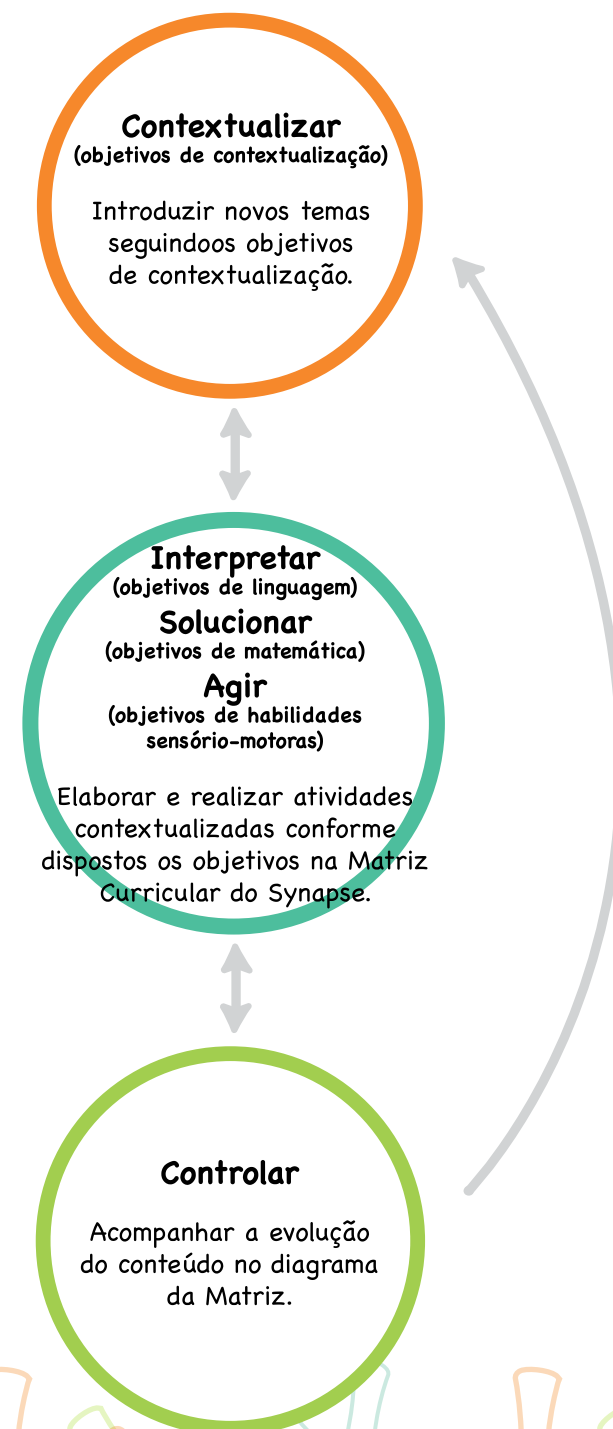 Contextualizar
(objetivos de contextualização)
Introduzir novos temas
seguindoos objetivos
de contextualização.
Interpretar
(objetivos de linguagem)
Solucionar
(objetivos de matemática)
Agir
(objetivos de habilidades
sensório-motoras)
Elaborar e realizar atividades
contextualizadas conforme
dispostos os objetivos na Matriz
Curricular do Synapse.
Controlar
Acompanhar a evolução
do conteúdo no diagrama
da Matriz.